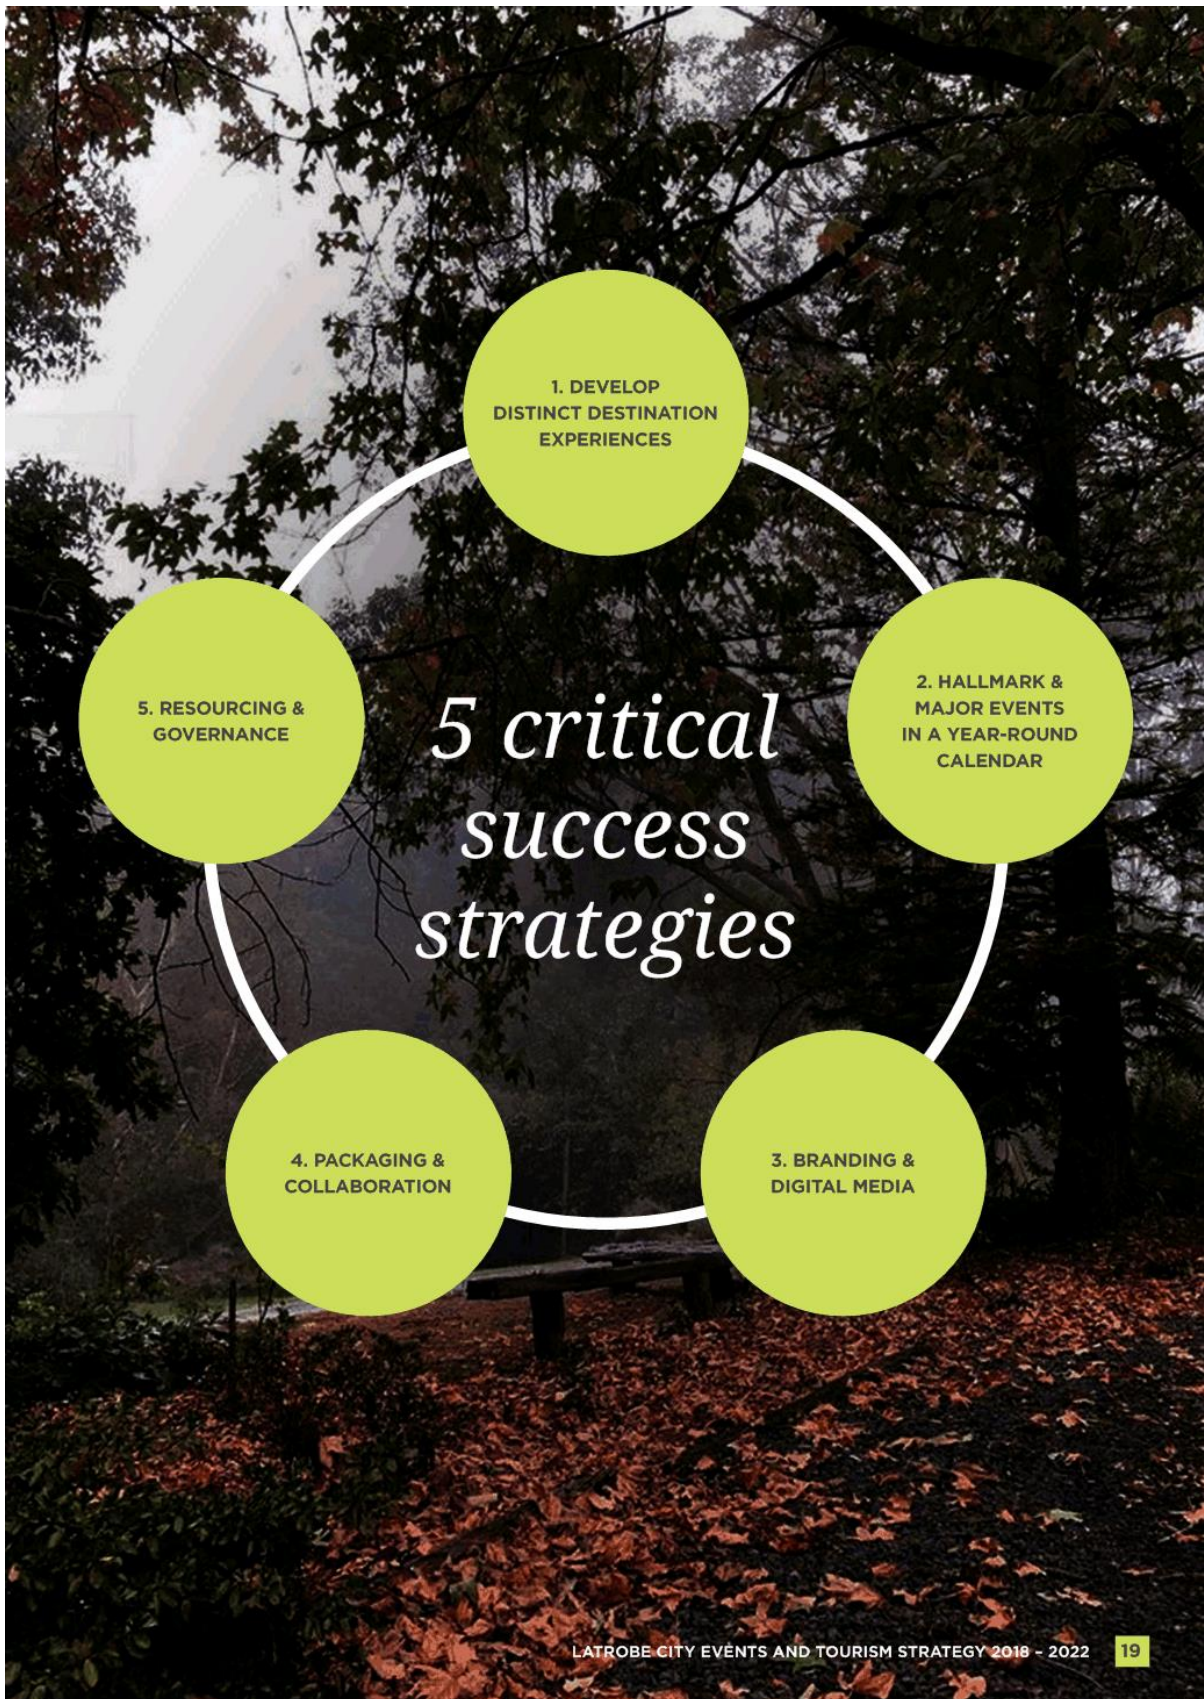 1. DEVELOP
DISTINCT DESTINATION
EXPERIENCES
2. HALLMARK &
MAJOR EVENTS
IN A YEAR-ROUND
CALENDAR
5. RESOURCING &
GOVERNANCE
5 critical
success
strategies
4. PACKAGING &
COLLABORATION
3. BRANDING &
DIGITAL MEDIA
LATROBE CITY EVENTS AND TOURISM STRATEGY 2018 – 2022
19